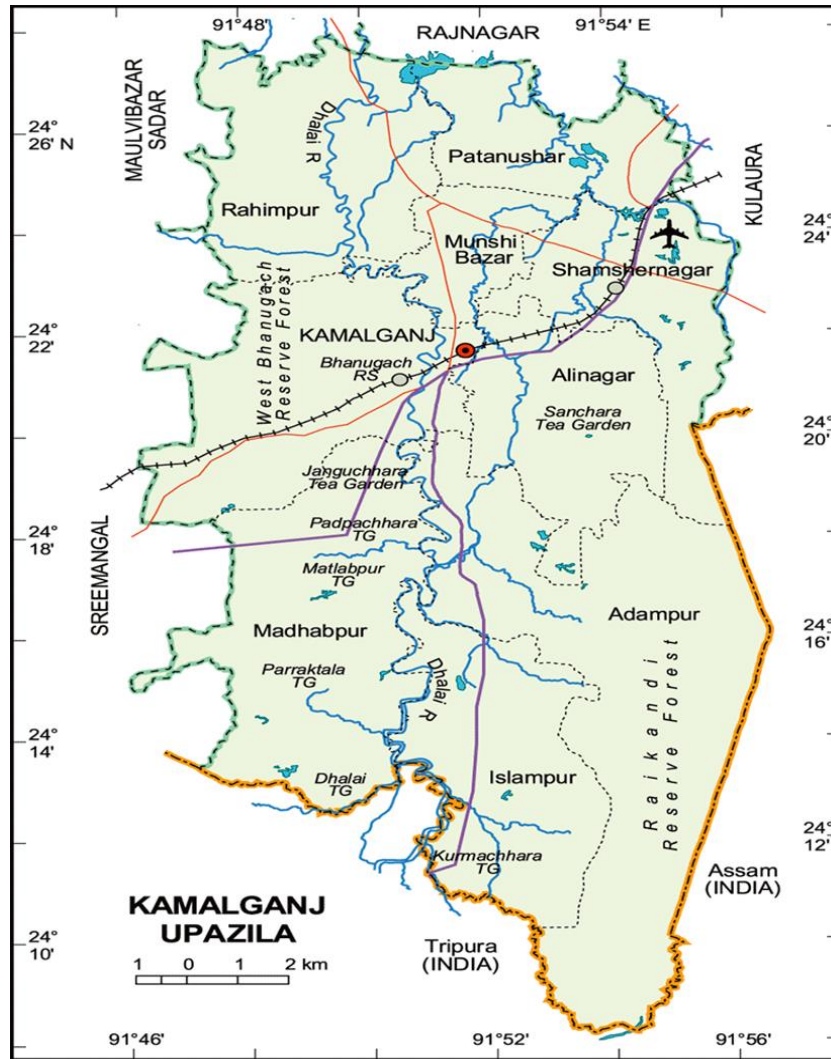 91°48'
RAJNAGAR
91°54' E
MAULVIBAZAR
SADAR
24°
26' N
Dhalai R
Patanushar
KULAURA
Rahimpur
24°
24'
Munshi
Bazar
Shamshernagar
West Bhanugach
Reserve Forest
24°
22'
KAMALGANJ
Bhanugach
RS
Alinagar
Sanchara
Tea Garden
24°
20'
Janguchhara
Tea Garden
Padpachhara
TG
24°
18'
SREEMANGAL
Matlabpur
TG
Adampur
24°
16'
Madhabpur
Parraktala
TG
Dhalai R
Raikandi
Reserve Forest
24°
14'
Dhalai
TG
Islampur
24°
12'
Kurmachhara
TG
Assam
(INDIA)
KAMALGANJ
UPAZILA
24°
10'
Tripura
(INDIA)
1 0 1 2 km
91°46'
91°52'
91°56'